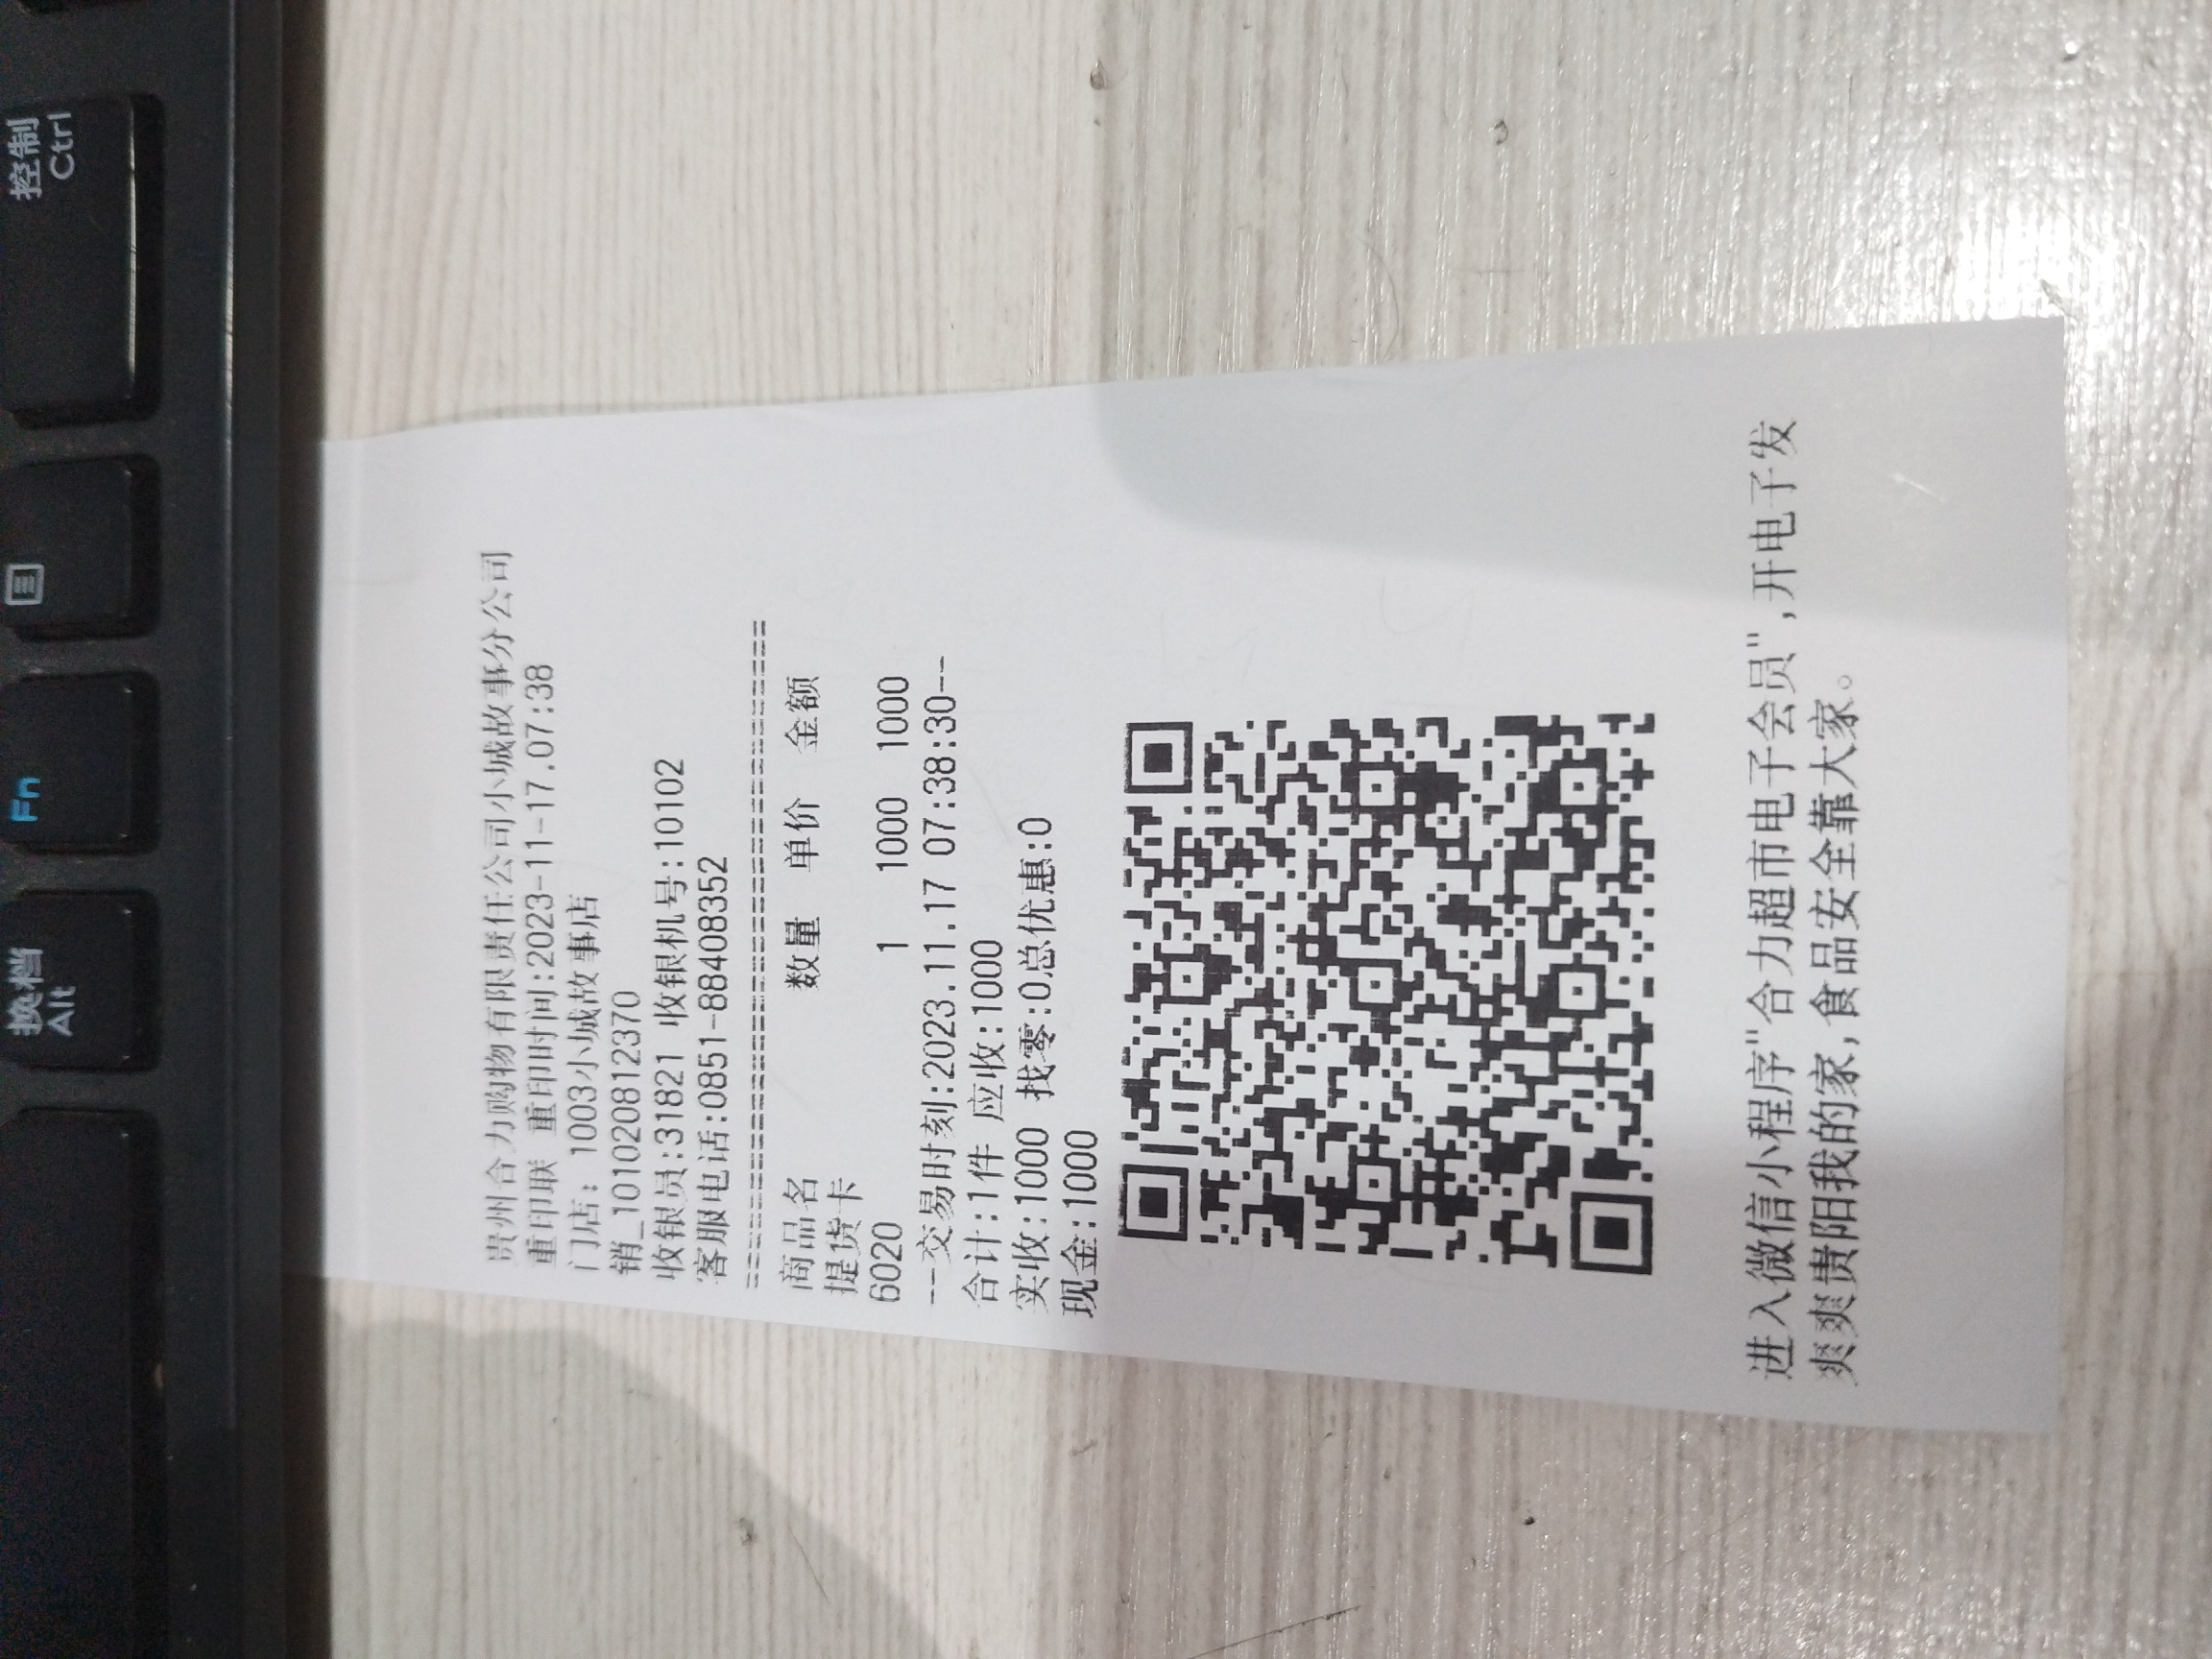 贵州合力购物有限责任公司小城故事分公司
重印联 重印时间:2023-11-17.07:38
门店: 1003小城故事店
销_1010208812370
收银员:31821 收银机号:10102
客服电话:0851-88408352
商品名 数量 单价 金额
提货卡
6020 1 1000 1000
--交易时刻:2023.11.17 07:38:30--
合计:1件 应收:1000
实收:1000 找零:0总优惠:0
现金:1000
进入微信小程序"合力超市电子会员",开电子发
爽爽贵阳我的家,食品安全靠大家。
控制
Ctrl
Fn
换档
Alt